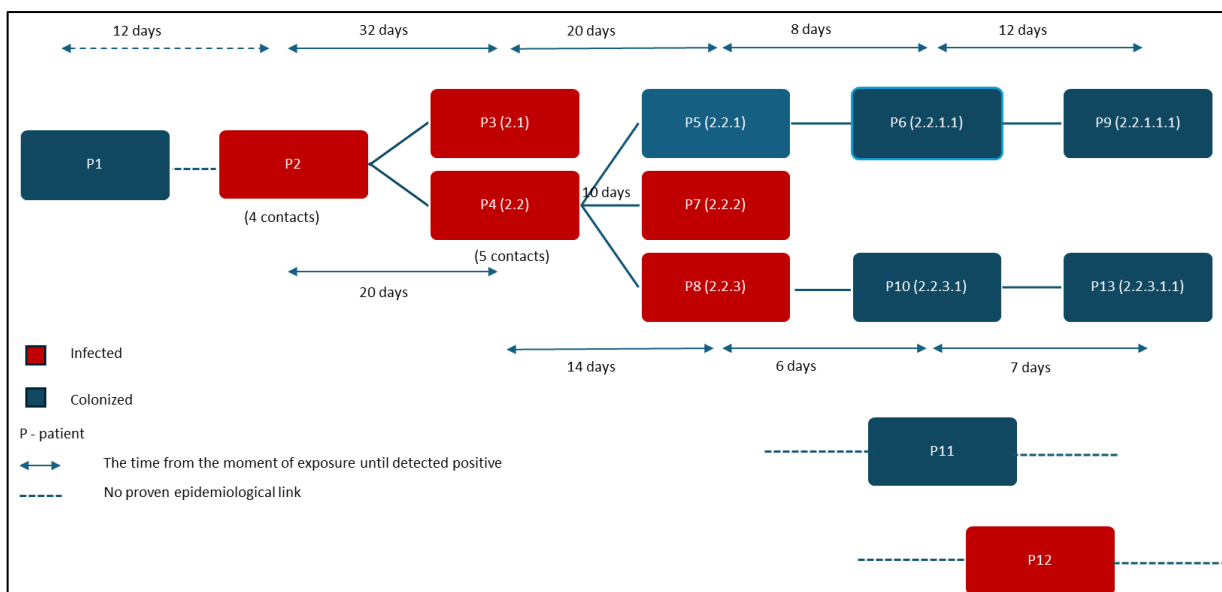 12 days
32 days
20 days
8 days
12 days
P3 (2.1)
P5 (2.2.1)
P6 (2.2.1.1)
P9 (2.2.1.1.1)
P1
P2
P4 (2.2)
10 days
P7 (2.2.2)
(4 contacts)
(5 contacts)
P8 (2.2.3)
P10 (2.2.3.1)
P13 (2.2.3.1.1)
20 days
Infected
14 days
6 days
7 days
Colonized
P - patient
The time from the moment of exposure until detected positive
No proven epidemiological link
P11
P12